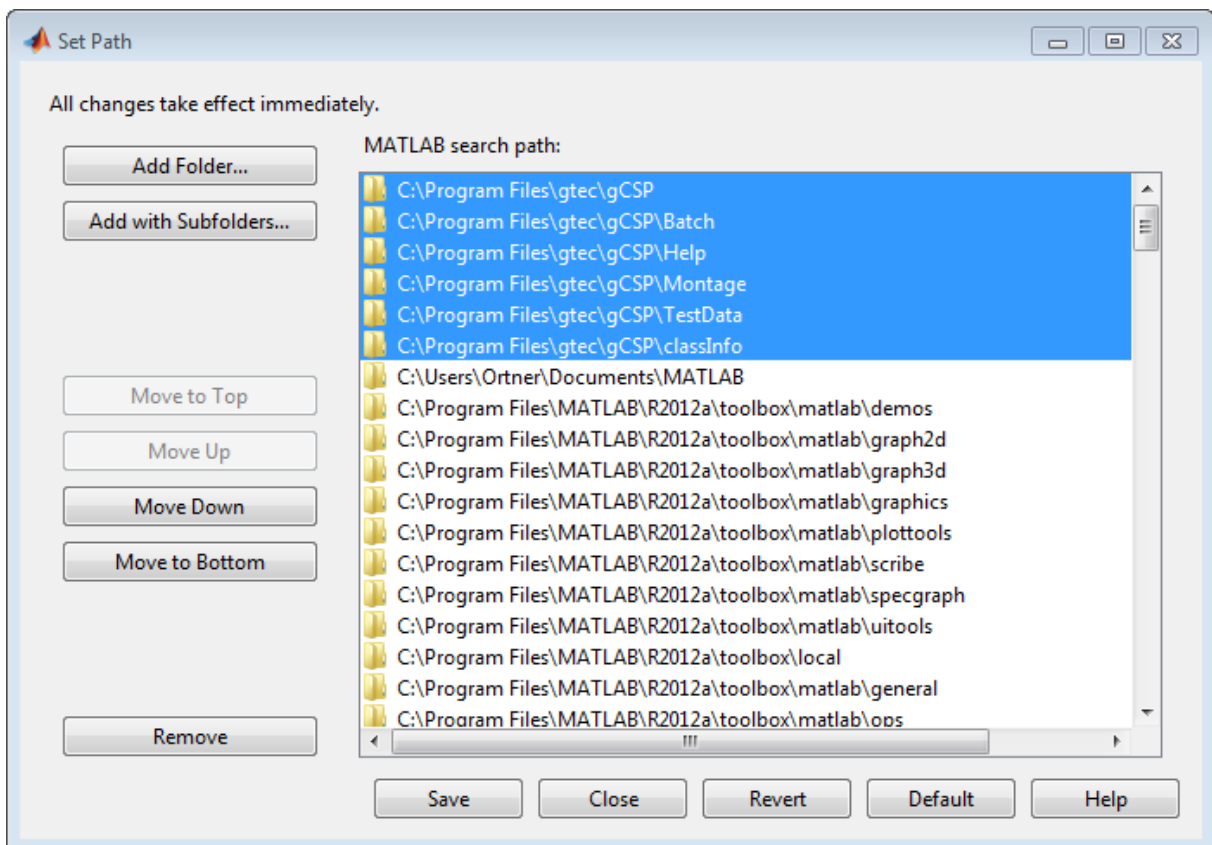 Set Path
All changes take effect immediately.
Add Folder...
Add with Subfolders...
Move to Top
Move Up
Move Down
Move to Bottom
Remove
MATLAB search path:
C:\Program Files\gtec\gCSP
C:\Program Files\gtec\gCSP\Batch
C:\Program Files\gtec\gCSP\Help
C:\Program Files\gtec\gCSP\Montage
C:\Program Files\gtec\gCSP\TestData
C:\Program Files\gtec\gCSP\classInfo
C:\Users\Ortner\Documents\MATLAB
C:\Program Files\MATLAB\R2012a\toolbox\matlab\demos
C:\Program Files\MATLAB\R2012a\toolbox\matlab\graph2d
C:\Program Files\MATLAB\R2012a\toolbox\matlab\graph3d
C:\Program Files\MATLAB\R2012a\toolbox\matlab\graphics
C:\Program Files\MATLAB\R2012a\toolbox\matlab\plottools
C:\Program Files\MATLAB\R2012a\toolbox\matlab\scribe
C:\Program Files\MATLAB\R2012a\toolbox\matlab\specgraph
C:\Program Files\MATLAB\R2012a\toolbox\matlab\uitools
C:\Program Files\MATLAB\R2012a\toolbox\local
C:\Program Files\MATLAB\R2012a\toolbox\matlab\general
C:\Program Files\MATLAB\R2012a\toolbox\matlab\ops
Save
Close
Revert
Default
Help